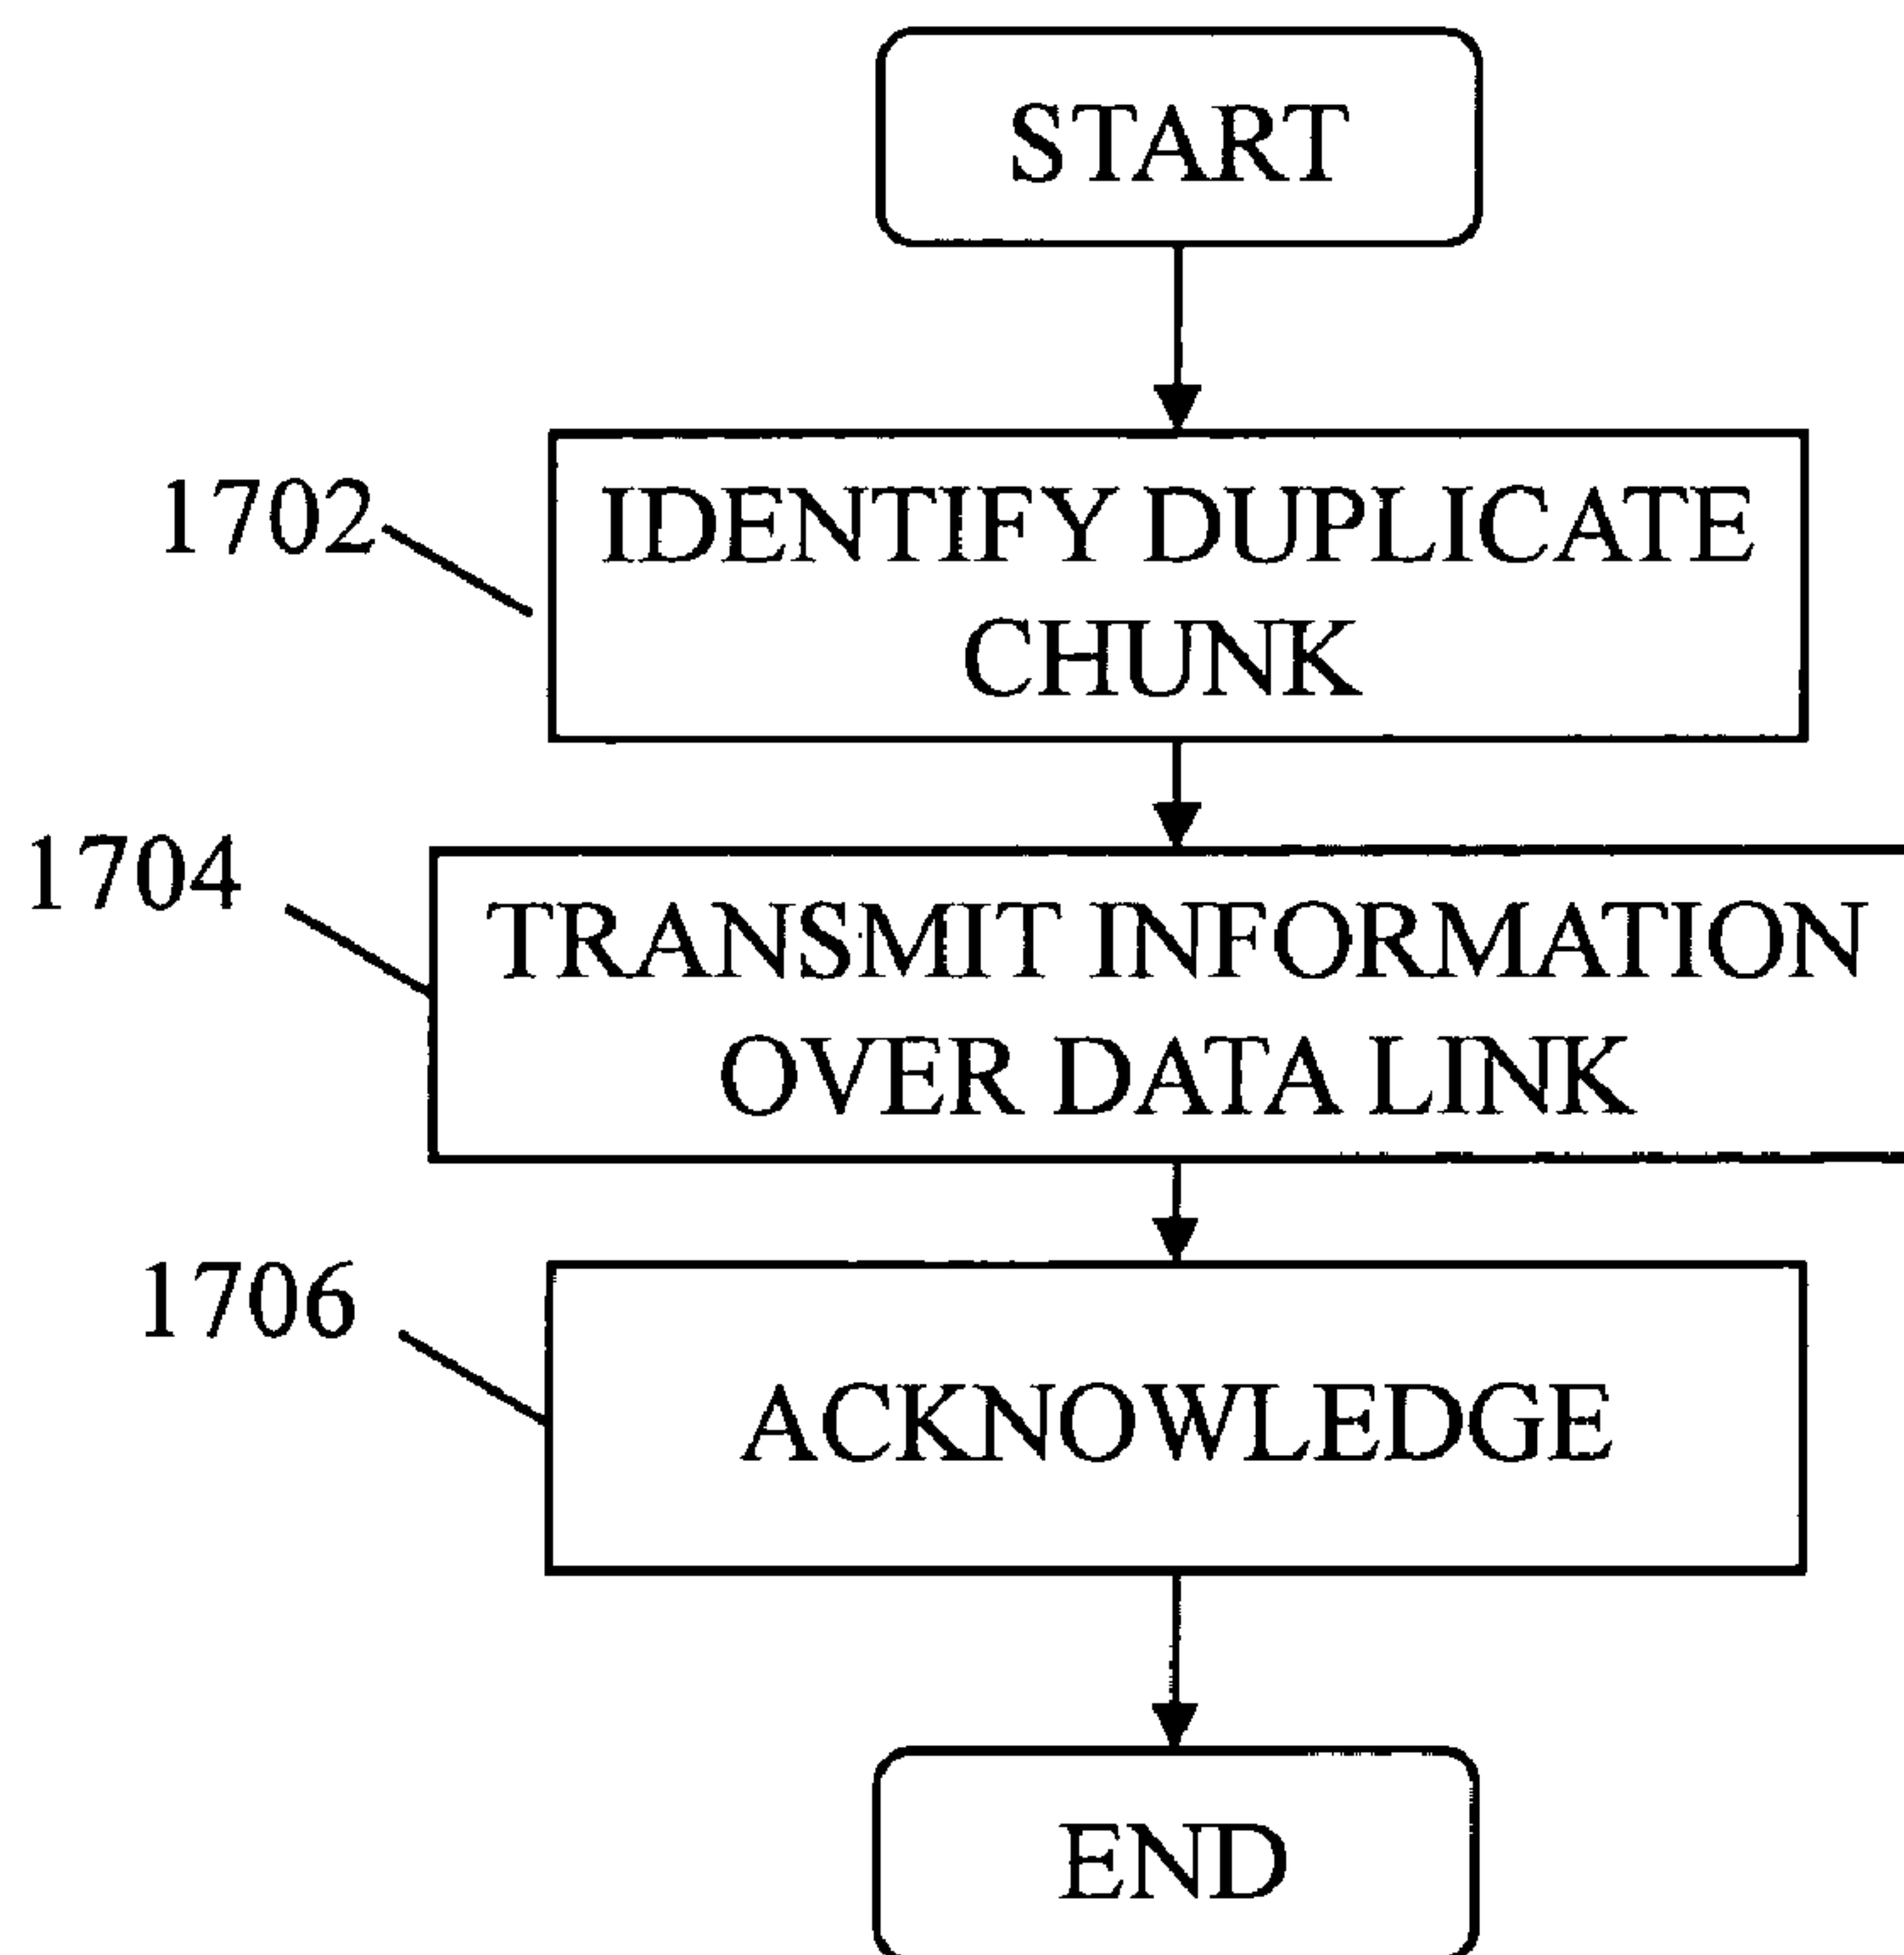 START
1702
IDENTIFY DUPLICATE
CHUNK
1704
TRANSMIT INFORMATION
OVER DATA LINK
1706
ACKNOWLEDGE
END